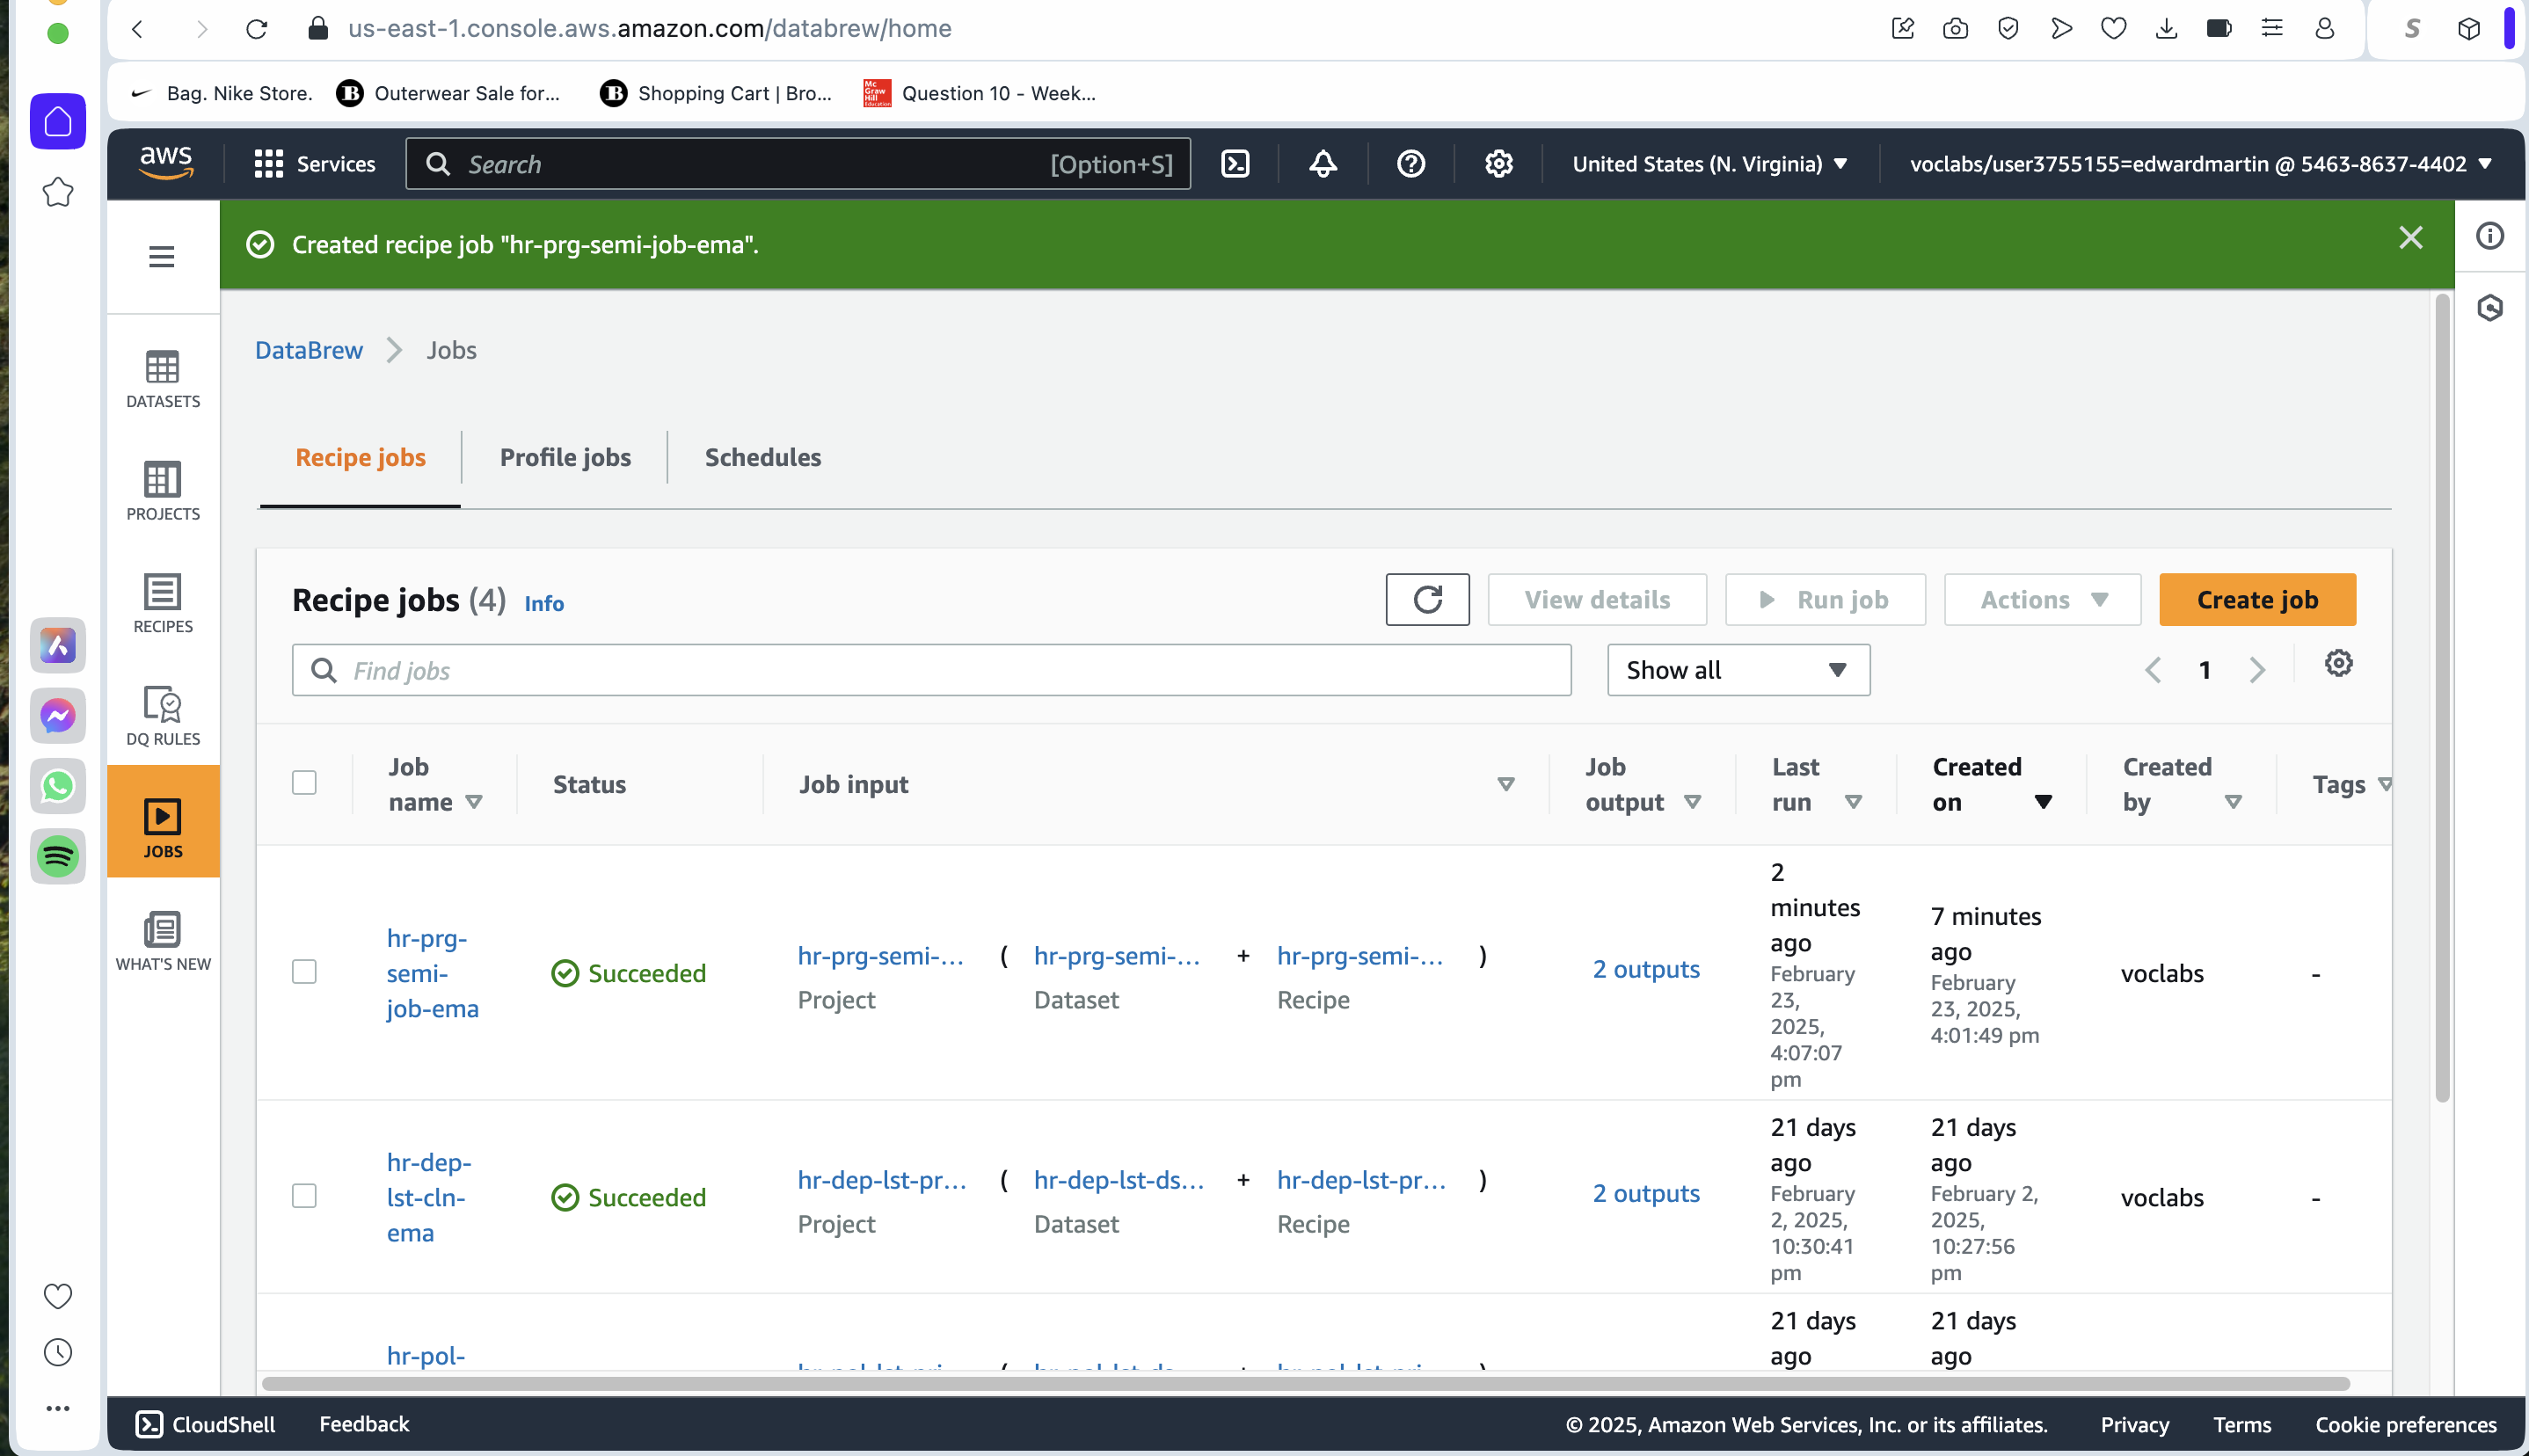 us-east-1.console.aws.amazon.com/databrew/home
Bag. Nike Store.
Outerwear Sale for...
Shopping Cart | Bro...
Question 10 - Week...
aws
Services
Search
[Option+S]
United States (N. Virginia)
voclabs/user3755155=edwardmartin @ 5463-8637-4402
Created recipe job "hr-prg-semi-job-ema".
DATASETS
PROJECTS
RECIPES
DQ RULES
JOBS
WHAT'S NEW
DataBrew
Jobs
Recipe jobs
Profile jobs
Schedules
Recipe jobs (4) Info
View details
Run job
Actions
Create job
Find jobs
Show all
1
Job
name
Status
Job input
Job
output
Last
run
Created
on
Created
by
Tags
hr-prg-
semi-
job-ema
Succeeded
hr-prg-semi-...
Project
(
hr-prg-semi-...
Dataset
+
hr-prg-semi-...
Recipe
)
2 outputs
2
minutes
ago
February
23,
2025,
4:07:07
pm
7 minutes
ago
February
23, 2025,
4:01:49 pm
voclabs
-
hr-dep-
lst-cln-
ema
Succeeded
hr-dep-lst-pr...
Project
(
hr-dep-lst-ds...
Dataset
+
hr-dep-lst-pr...
Recipe
)
2 outputs
21 days
ago
February
2, 2025,
10:30:41
pm
21 days
ago
February 2,
2025,
10:27:56
pm
voclabs
-
hr-pol-
21 days
ago
21 days
ago
CloudShell
Feedback
© 2025, Amazon Web Services, Inc. or its affiliates.
Privacy
Terms
Cookie preferences